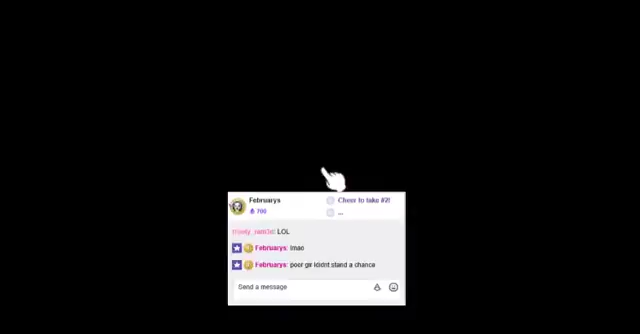 Februarys
700
Cheer to take #2!
...
LOL
Februarys: lmao
Februarys: poor girl didnt stand a chance
Send a message